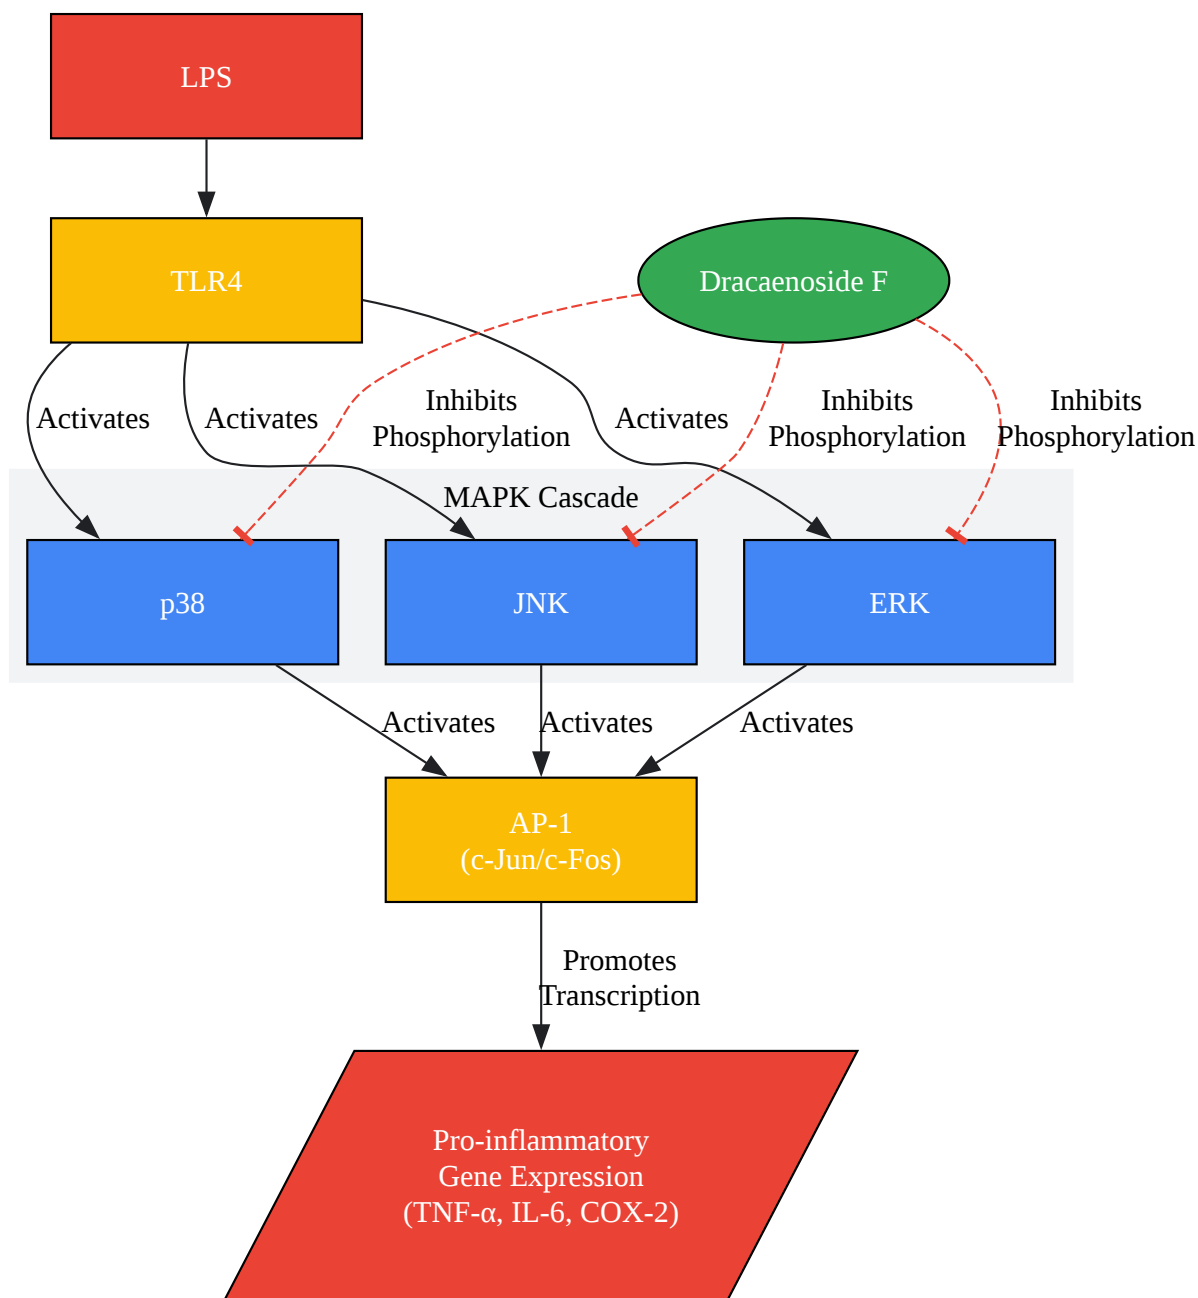 LPS
TLR4
Dracaenoside F
Activates
Activates
Inhibits
Phosphorylation
Activates
Inhibits
Phosphorylation
Inhibits
Phosphorylation
MAPK Cascade
p38
JNK
ERK
Activates
Activates
Activates
AP-1
(c-Jun/c-Fos)
Promotes
Transcription
Pro-inflammatory
Gene Expression
(TNF-α, IL-6, COX-2)